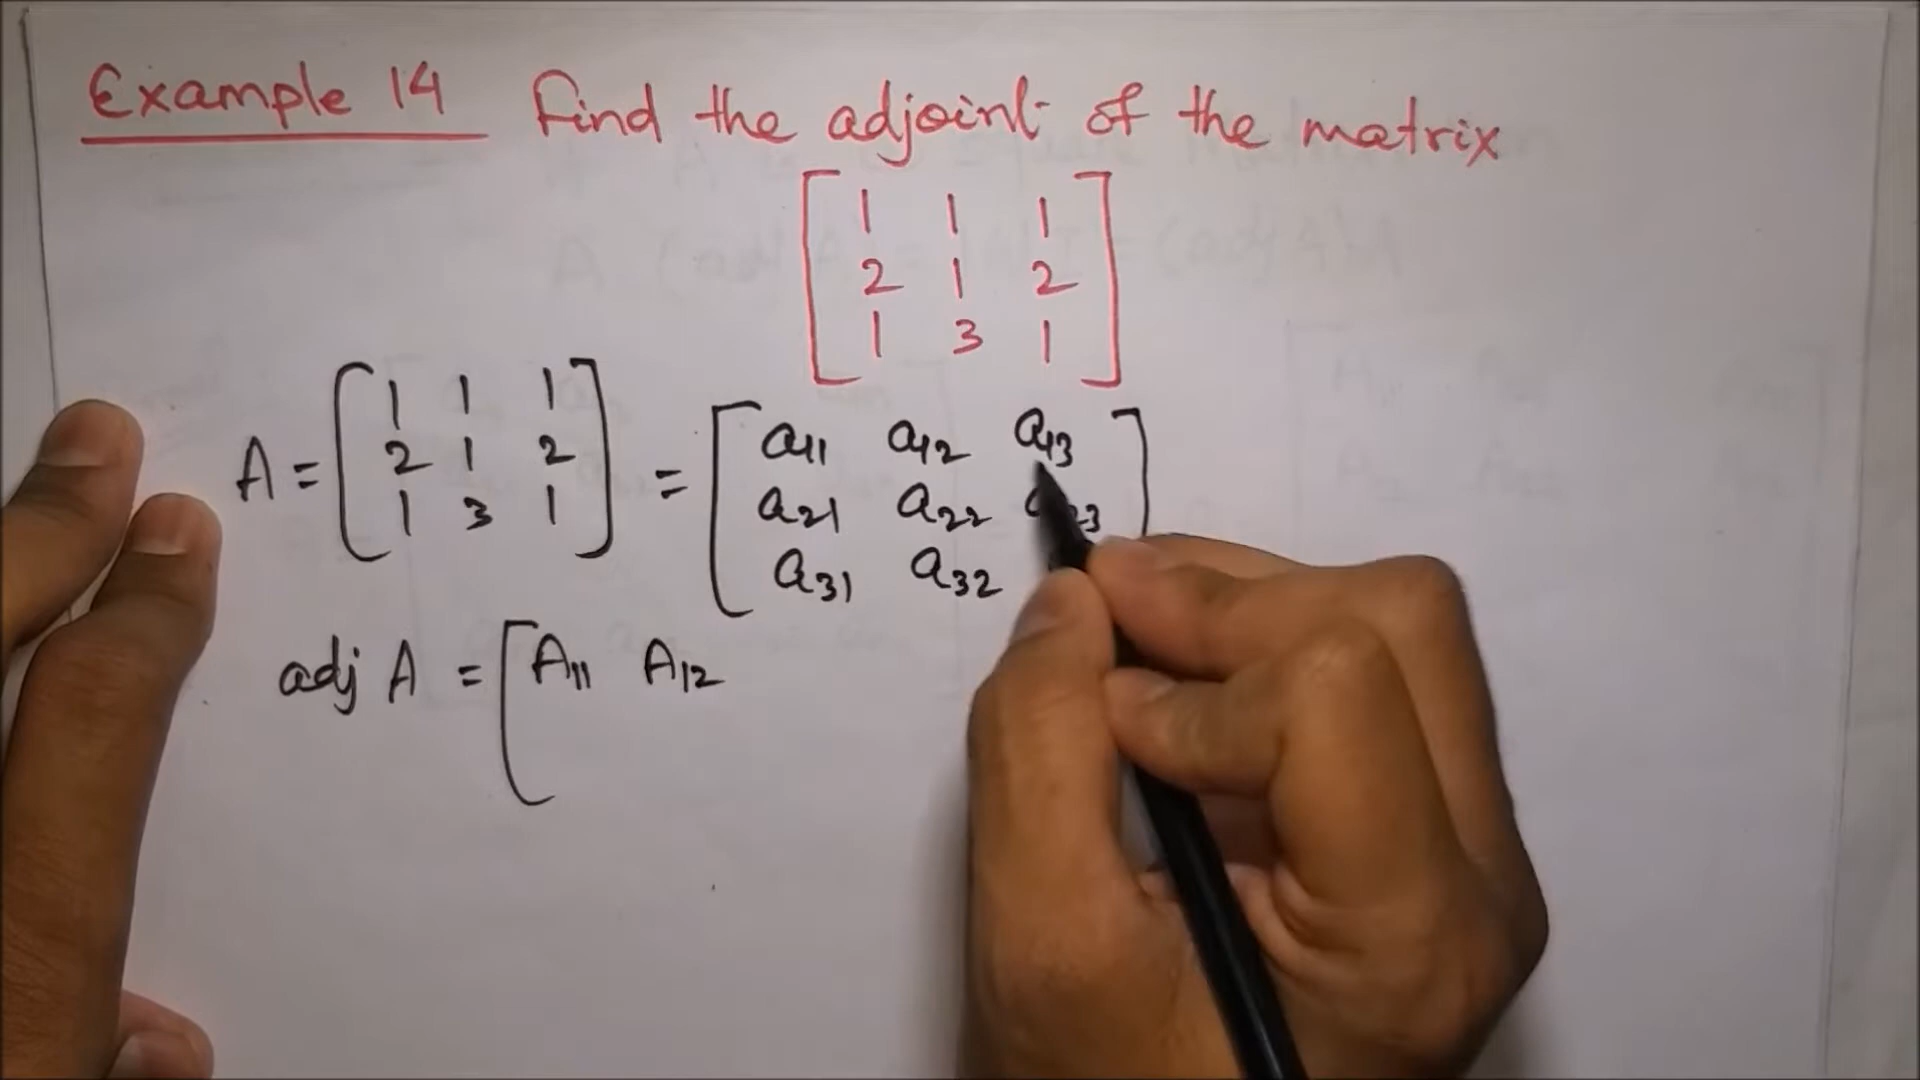 Example 14 Find the adjoint of the matrix
1 1 1
2 1 2
1 3 1
A = [ 1 1 1
2 1 2
1 3 1 ] = [ a11 a12 a13
a21 a22 a23
a31 a32
adj A = [ A11 A12